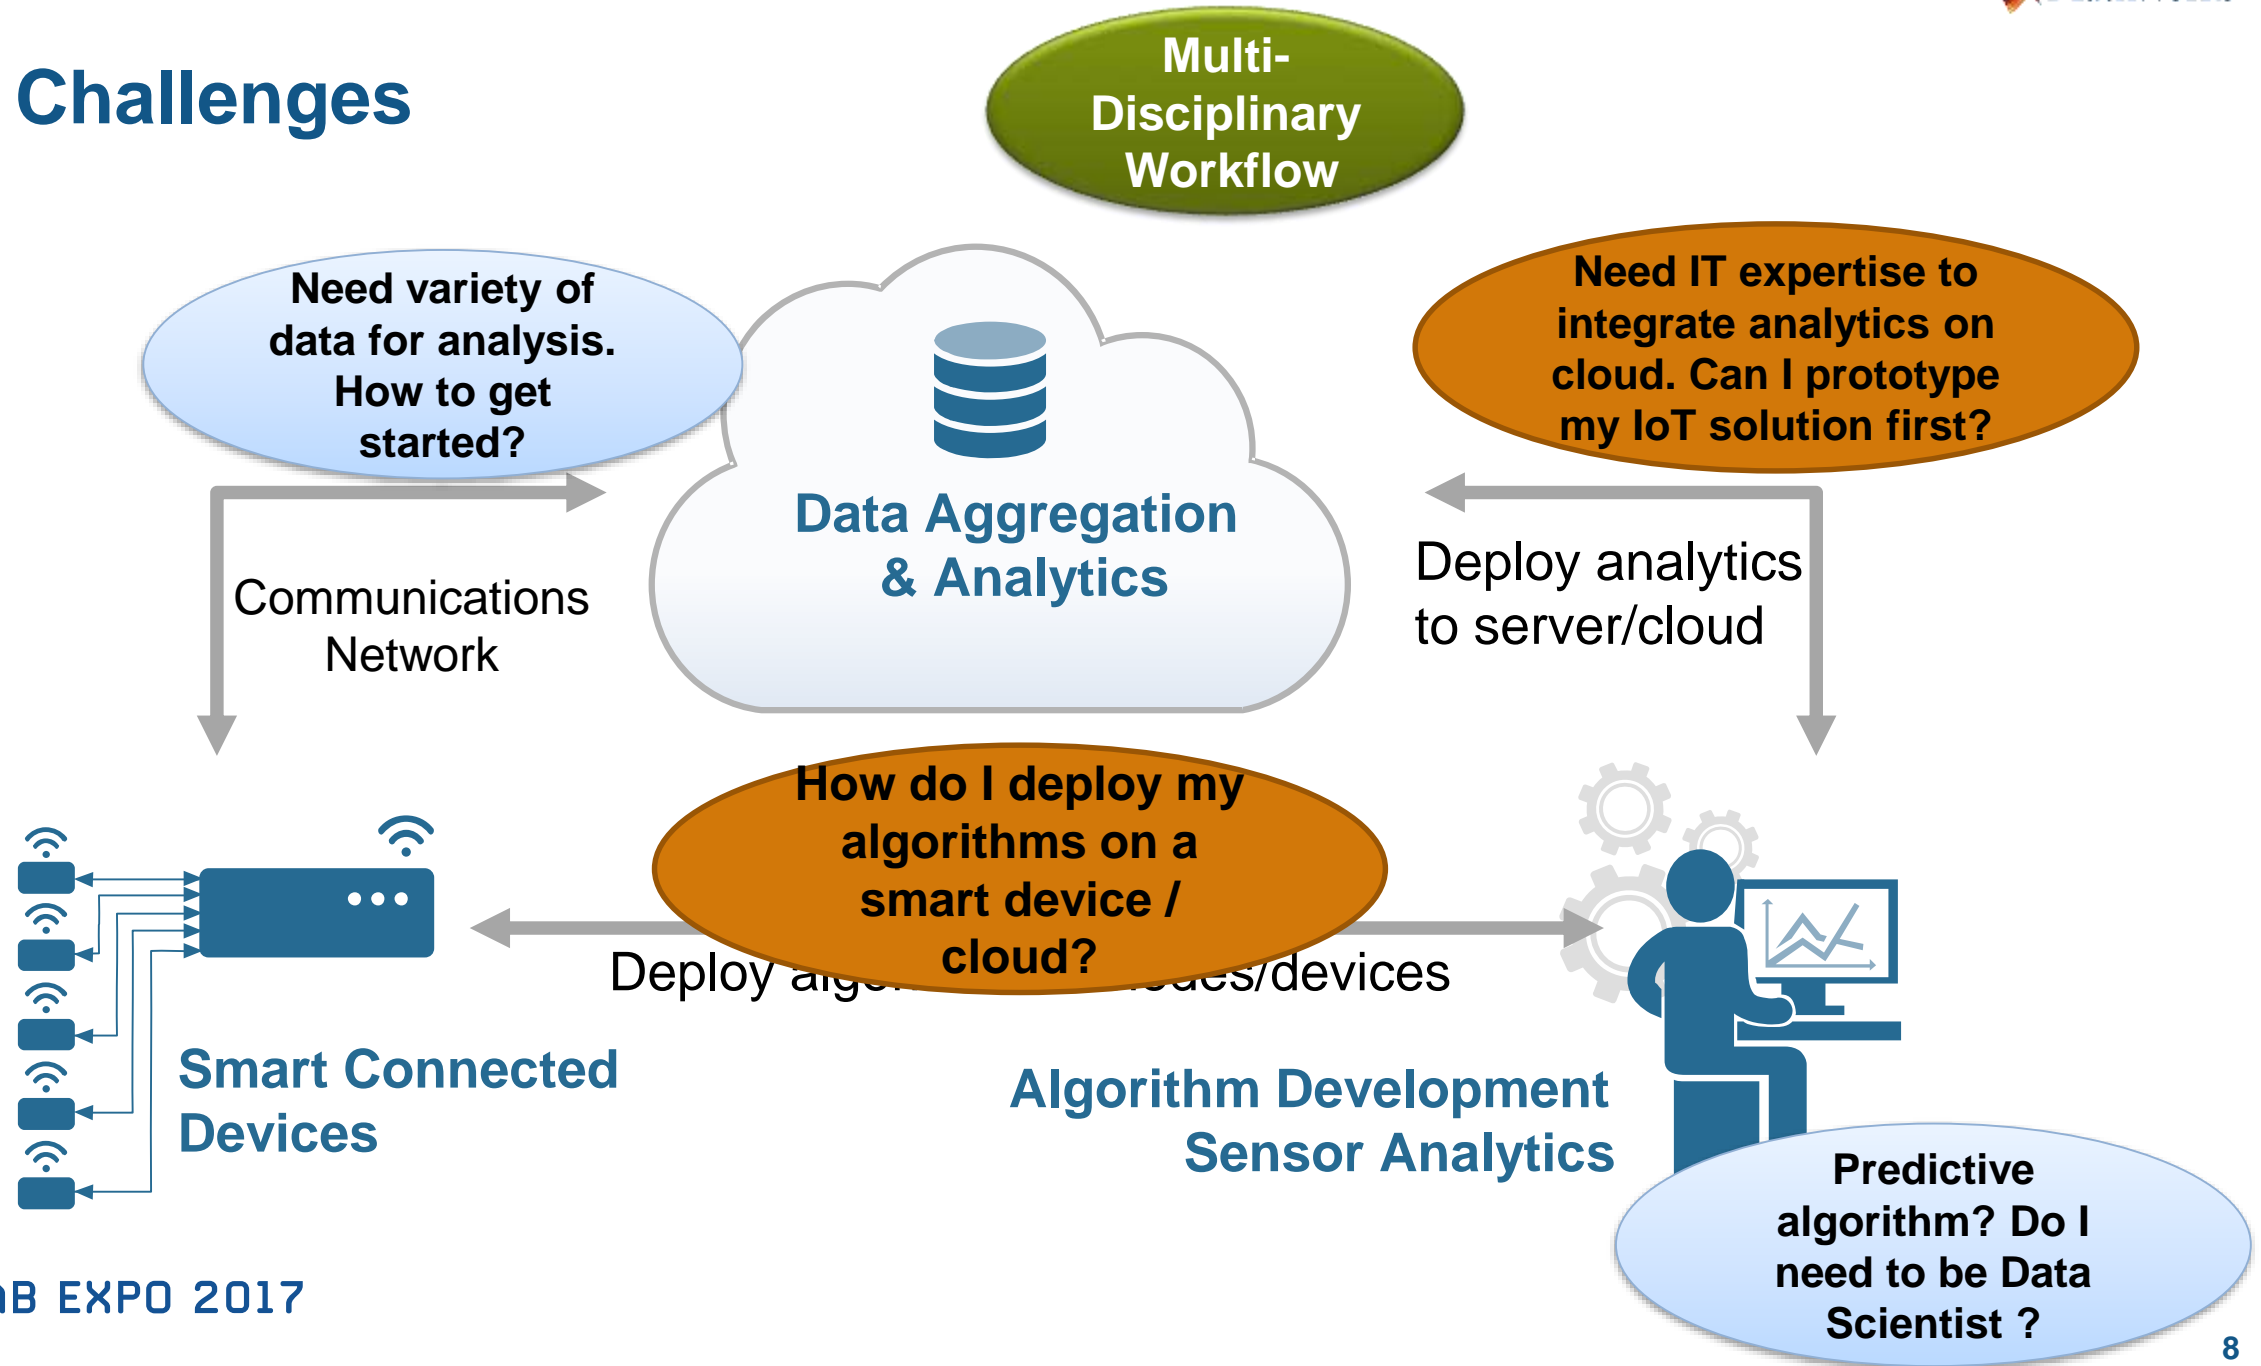 Challenges
Multi-
Disciplinary
Workflow
Need variety of
data for analysis.
How to get
started?
Need IT expertise to
integrate analytics on
cloud. Can I prototype
my IoT solution first?
Data Aggregation
& Analytics
Communications
Network
Deploy analytics
to server/cloud
How do I deploy my
algorithms on a
smart device /
cloud?
Deploy
/devices
Smart Connected
Devices
Algorithm Development
Sensor Analytics
Predictive
algorithm? Do I
need to be Data
Scientist ?
EXPO 2017
8